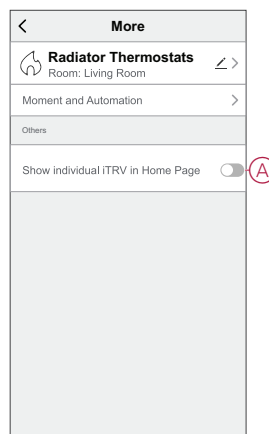 More
Radiator Thermostats
Room: Living Room
Moment and Automation
Others
Show individual iTRV in Home Page
A